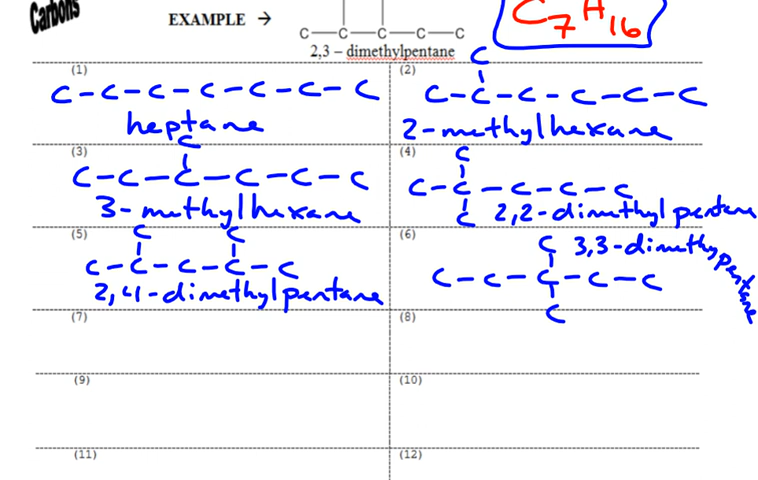 Carbons
EXAMPLE → C—C—C—C—C
2,3 – dimethylpentane
C7H16
(1)
C-C-C-C-C-C-C
heptane
(2)
C
C-C-C-C-C-C
2-methylhexane
(3)
C
C-C-C-C-C-C
3-methylhexane
(4)
C
C-C-C-C-C
C 2,2-dimethylpentane
(5)
C C
C-C-C-C-C
2,4-dimethylpentane
(6)
C 3,3-dimethypentane
C-C-C-C-C
C
(7)
(8)
(9)
(10)
(11)
(12)